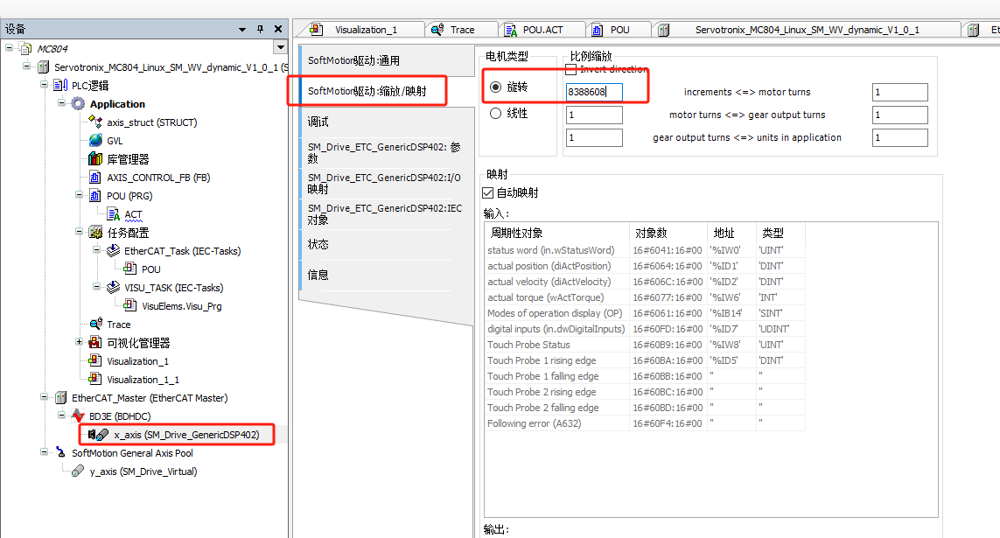 设备
MC804
Servotronix_MC804_Linux_SM_WV_dynamic_V1_0_1 (S
PLC逻辑
Application
axis_struct (STRUCT)
GVL
库管理器
AXIS_CONTROL_FB (FB)
POU (PRG)
ACT
任务配置
EtherCAT_Task (IEC-Tasks)
POU
VISU_TASK (IEC-Tasks)
VisuElems.Visu_Prg
Trace
可视化管理器
Visualization_1
Visualization_1_1
EtherCAT_Master (EtherCAT Master)
BD3E (BDHDC)
x_axis (SM_Drive_GenericDSP402)
SoftMotion General Axis Pool
y_axis (SM_Drive_Virtual)
Visualization_1 Trace POU.ACT POU Servotronix_MC804_Linux_SM_WV_dynamic_V1_0_1 Et
SoftMotion驱动:通用
SoftMotion驱动:缩放/映射
调试
SM_Drive_ETC_GenericDSP402: 参
数
SM_Drive_ETC_GenericDSP402:I/O
映射
SM_Drive_ETC_GenericDSP402:IEC
对象
状态
信息
电机类型
旋转
线性
比例缩放
Invert direction
8388608 increments <=> motor turns 1
1 motor turns <=> gear output turns 1
1 gear output turns <=> units in application 1
映射
自动映射
输入:
周期性对象 对象数 地址 类型
status word (in.wStatusWord) 16#6041:16#00 '%IW0' 'UINT'
actual position (diActPosition) 16#6064:16#00 '%ID1' 'DINT'
actual velocity (diActVelocity) 16#606C:16#00 '%ID2' 'DINT'
actual torque (wActTorque) 16#6077:16#00 '%IW6' 'INT'
Modes of operation display (OP) 16#6061:16#00 '%IB14' 'SINT'
digital inputs (in.dwDigitalInputs) 16#60FD:16#00 '%ID7' 'UDINT'
Touch Probe Status 16#60B9:16#00 '%IW8' 'UINT'
Touch Probe 1 rising edge 16#60BA:16#00 '%ID5' 'DINT'
Touch Probe 1 falling edge 16#60BB:16#00 '' ''
Touch Probe 2 rising edge 16#60BC:16#00 '' ''
Touch Probe 2 falling edge 16#60BD:16#00 '' ''
Following error (A632) 16#60F4:16#00 '' ''
输出: